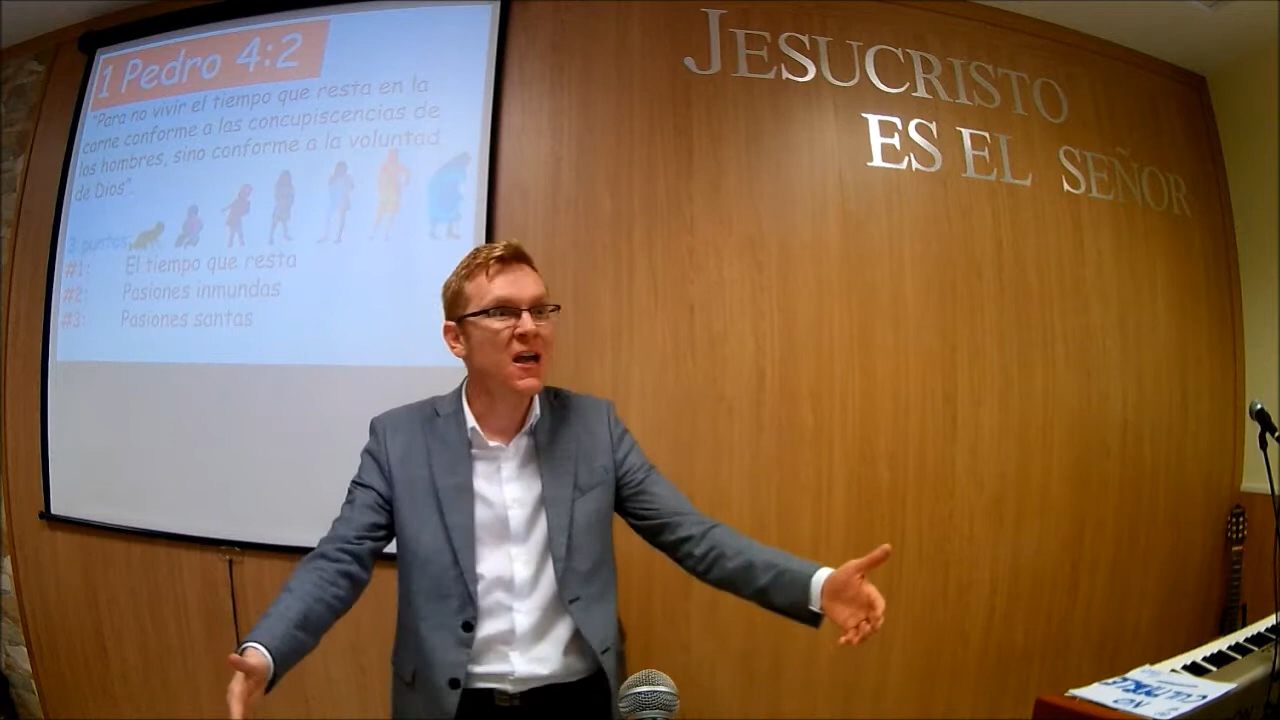 1 Pedro 4:2
"Para no vivir el tiempo que resta en la
carne conforme a las concupiscencias de
los hombres, sino conforme a la voluntad
de Dios".
3 puntos:
#1: El tiempo que resta
#2: Pasiones inmundas
#3: Pasiones santas
JESUCRISTO
ES EL SEÑOR
NO
CULPABLE